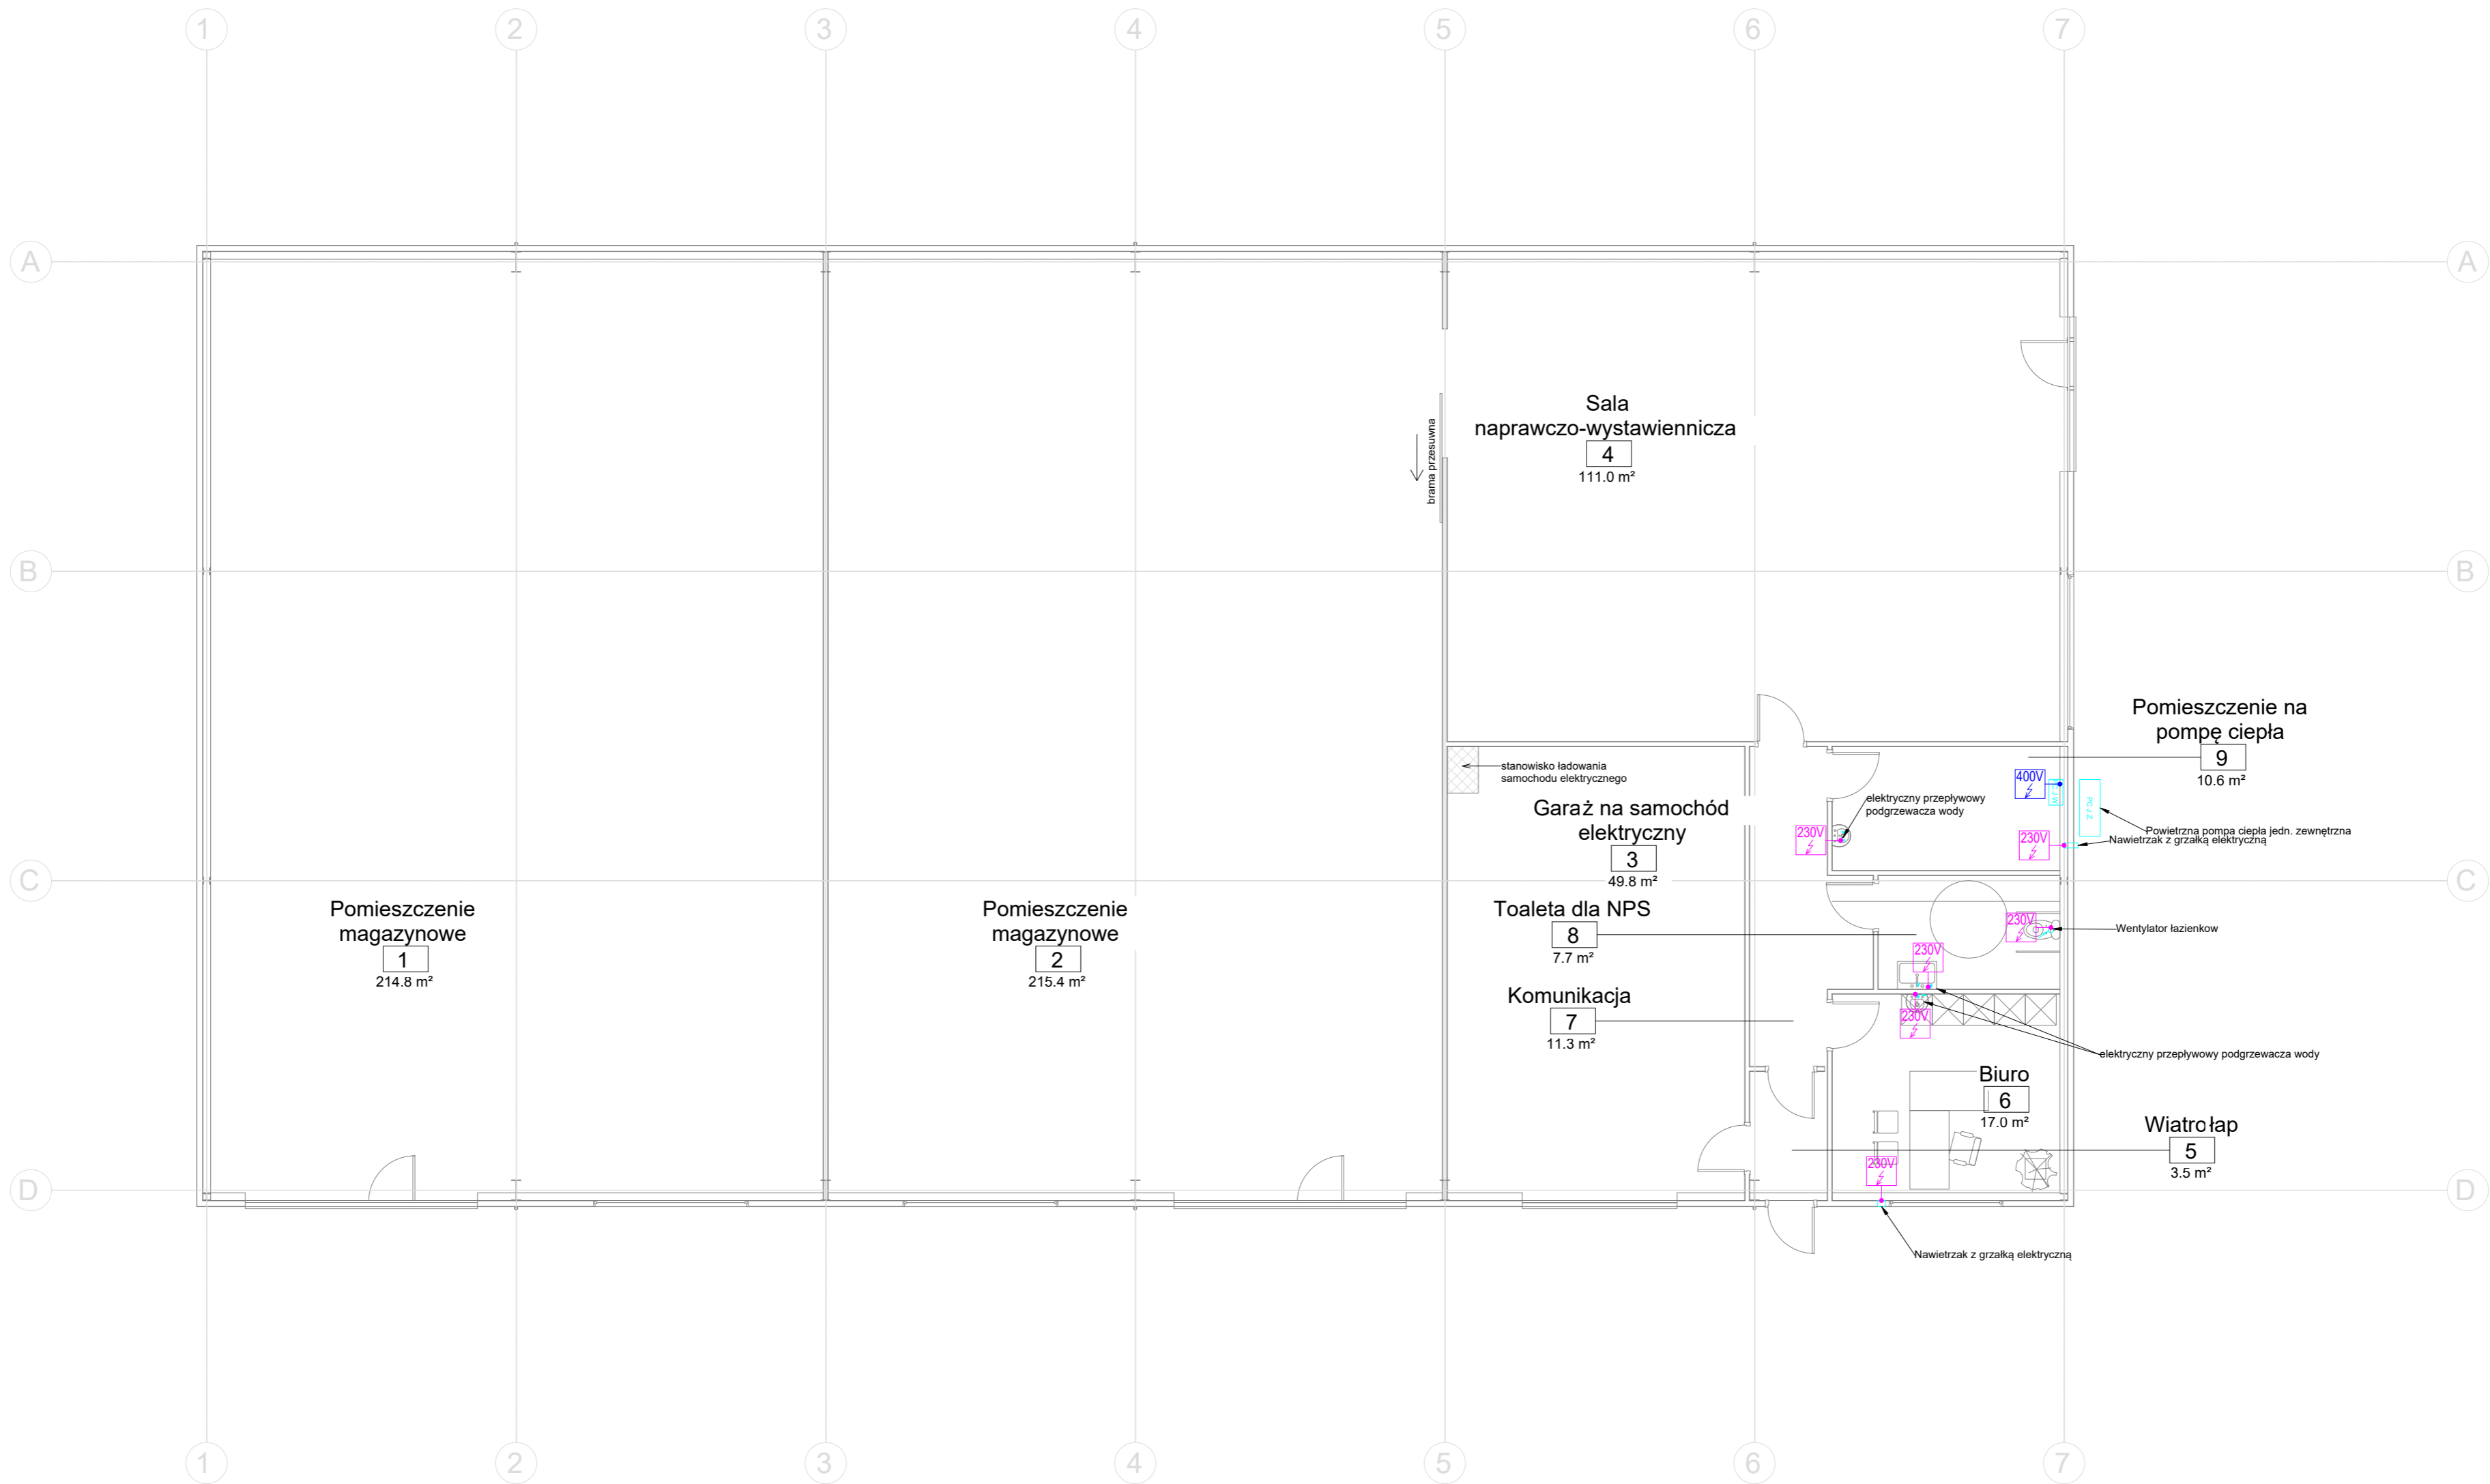 1
2
3
4
5
6
7
A
A
Sala
naprawczo-wystawiennicza
4
111.0 m²
brama przesuwna
B
B
Pomieszczenie na
pompę ciepła
9
10.6 m²
stanowisko ładowania
samochodu elektrycznego
400V
PC J.Z.
elektryczny przepływowy
podgrzewacza wody
Garaż na samochód
elektryczny
3
49.8 m²
230V
230V
Powietrzna pompa ciepła jedn. zewnętrzna
Nawietrzak z grzałką elektryczną
C
C
Pomieszczenie
magazynowe
1
214.8 m²
Pomieszczenie
magazynowe
2
215.4 m²
Toaleta dla NPS
8
7.7 m²
230V
Wentylator łazienkow
230V
Komunikacja
7
11.3 m²
230V
elektryczny przepływowy podgrzewacza wody
Biuro
6
17.0 m²
Wiatrołap
5
3.5 m²
230V
D
D
Nawietrzak z grzałką elektryczną
1
2
3
4
5
6
7